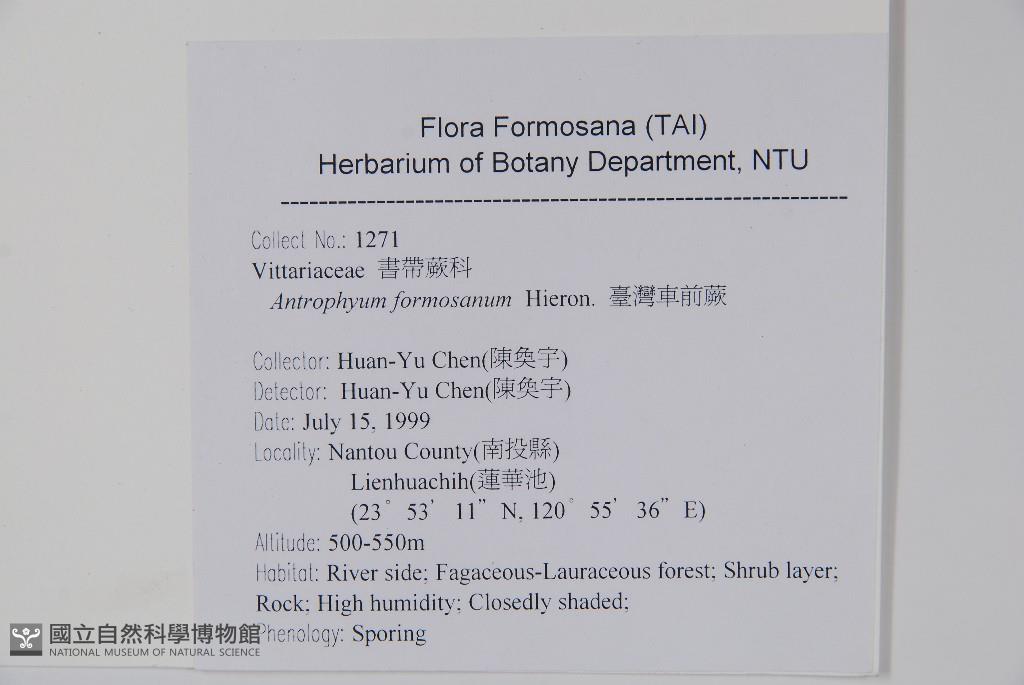 Flora Formosana (TAI)
Herbarium of Botany Department, NTU
------------------------------------------------------------
Collect No.: 1271
Vittariaceae 書帶蕨科
Antrophyum formosanum Hieron. 臺灣車前蕨
Collector: Huan-Yu Chen(陳奐宇)
Detector: Huan-Yu Chen(陳奐宇)
Date: July 15, 1999
Locality: Nantou County(南投縣)
Lienhuachih(蓮華池)
(23° 53' 11" N, 120° 55' 36" E)
Altitude: 500-550m
Habitat: River side; Fagaceous-Lauraceous forest; Shrub layer;
Rock; High humidity; Closedly shaded;
Phenology: Sporing
國立自然科學博物館
NATIONAL MUSEUM OF NATURAL SCIENCE